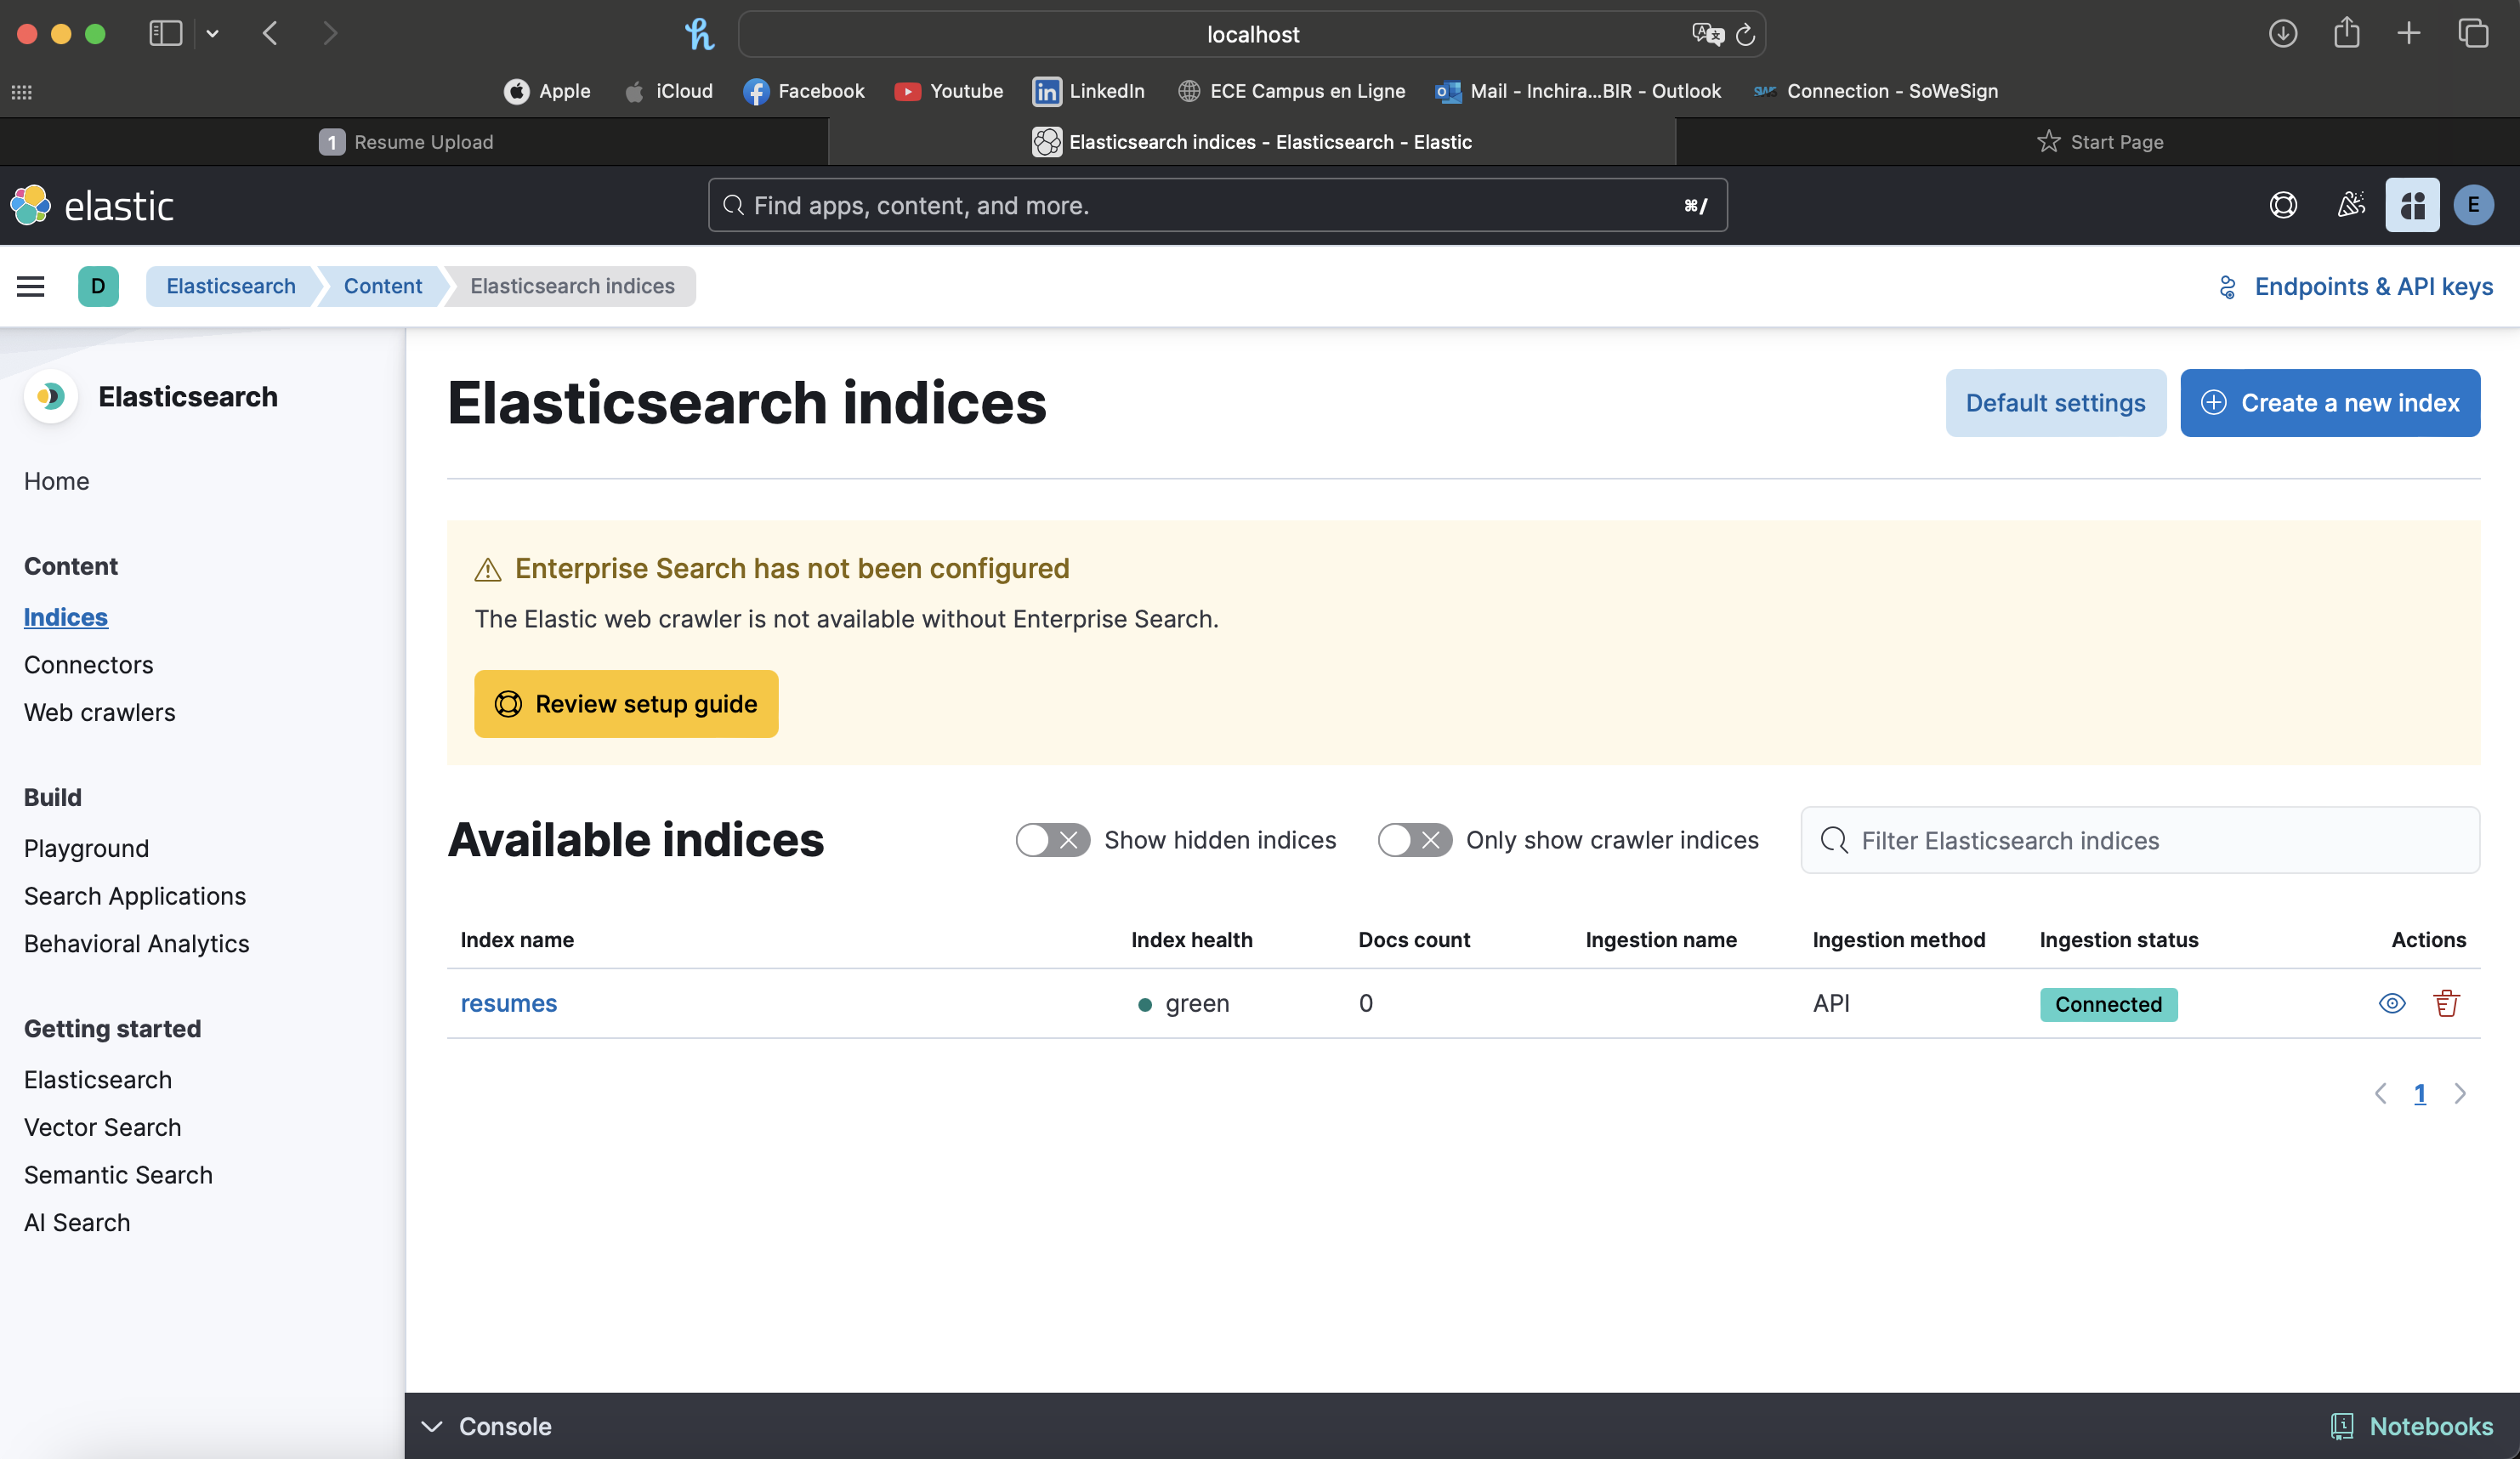 localhost
Apple iCloud Facebook Youtube LinkedIn ECE Campus en Ligne Mail - Inchira...BIR - Outlook Connection - SoWeSign
1 Resume Upload Elasticsearch indices - Elasticsearch - Elastic Start Page
elastic Find apps, content, and more. ⌘/ E
D Elasticsearch Content Elasticsearch indices Endpoints & API keys
Elasticsearch
Home
Content
Indices
Connectors
Web crawlers
Build
Playground
Search Applications
Behavioral Analytics
Getting started
Elasticsearch
Vector Search
Semantic Search
AI Search
Elasticsearch indices Default settings Create a new index
Enterprise Search has not been configured
The Elastic web crawler is not available without Enterprise Search.
Review setup guide
Available indices Show hidden indices Only show crawler indices Filter Elasticsearch indices
Index name Index health Docs count Ingestion name Ingestion method Ingestion status Actions
resumes green 0 API Connected
1
Console Notebooks